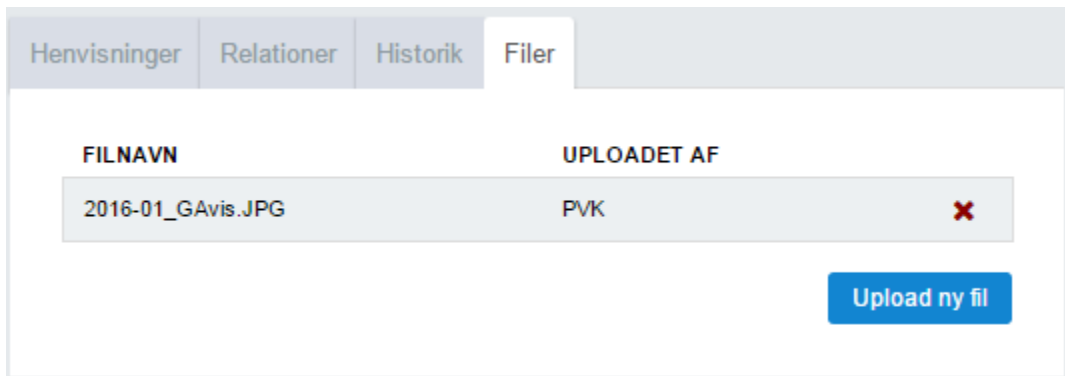 Henvisninger Relationer Historik Filer
FILNAVN UPLOADET AF
2016-01_GAvis.JPG PVK
Upload ny fil